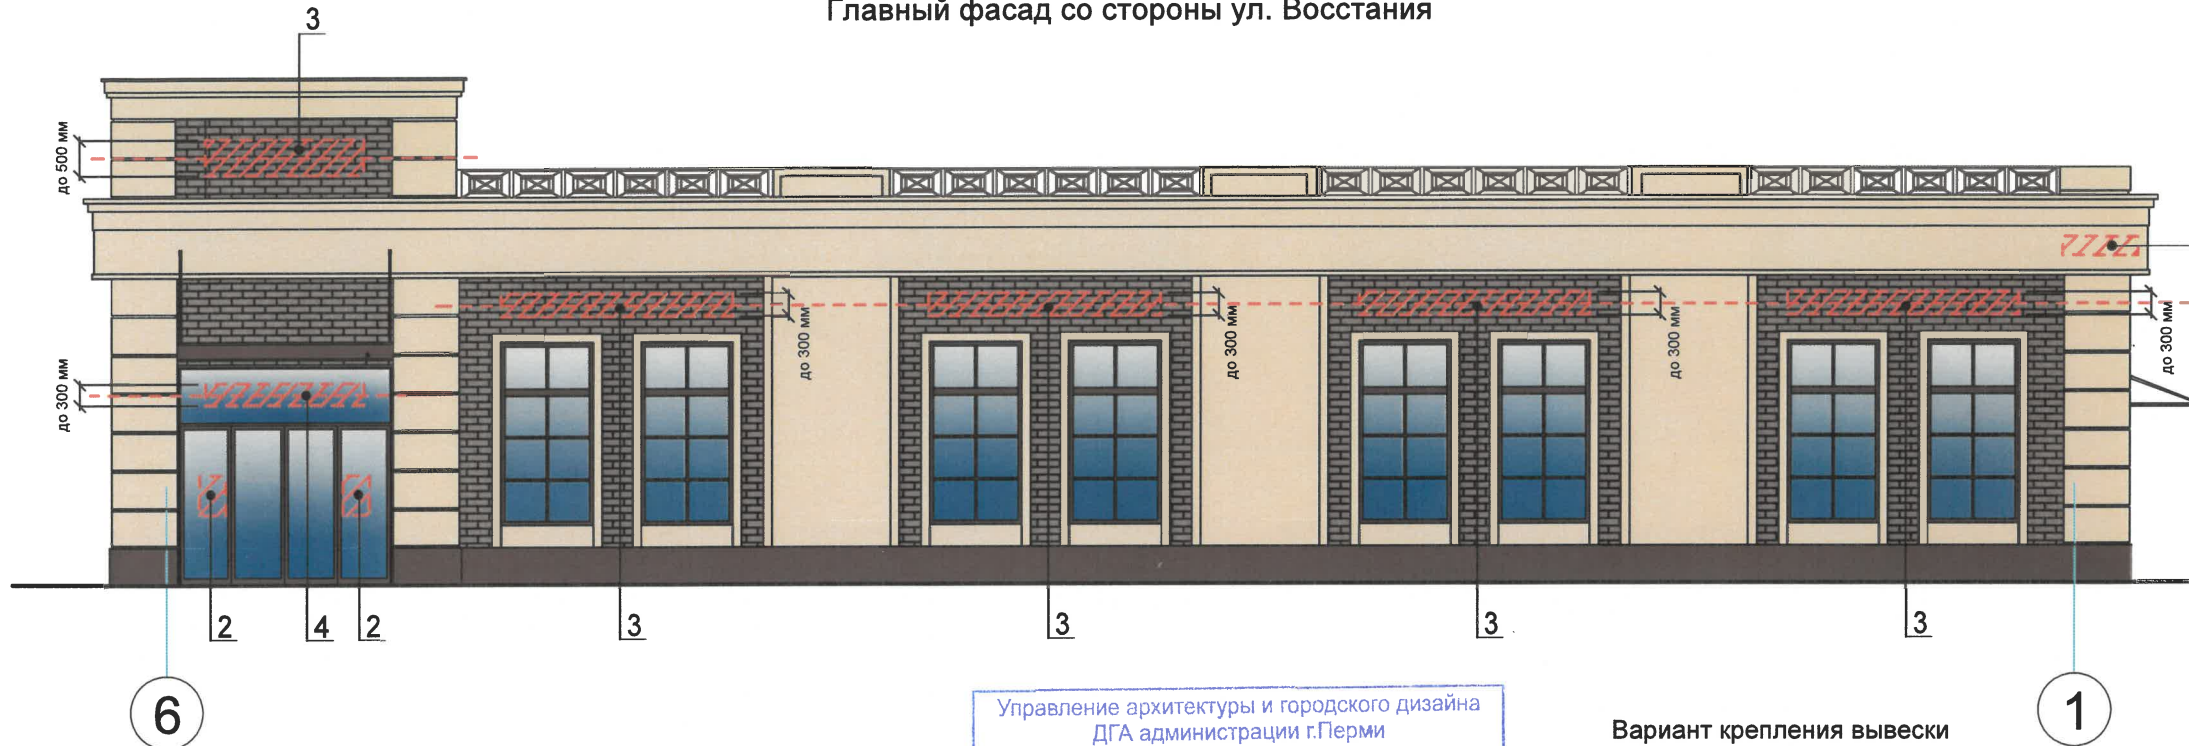 Главный фасад со стороны ул. Восстания
3
до 500 мм
до 300 мм
до 300 мм
до 300 мм
до 300 мм
до 300 мм
2
4
2
3
3
3
3
6
1
Управление архитектуры и городского дизайна
ДГА администрации г.Перми
Вариант крепления вывески